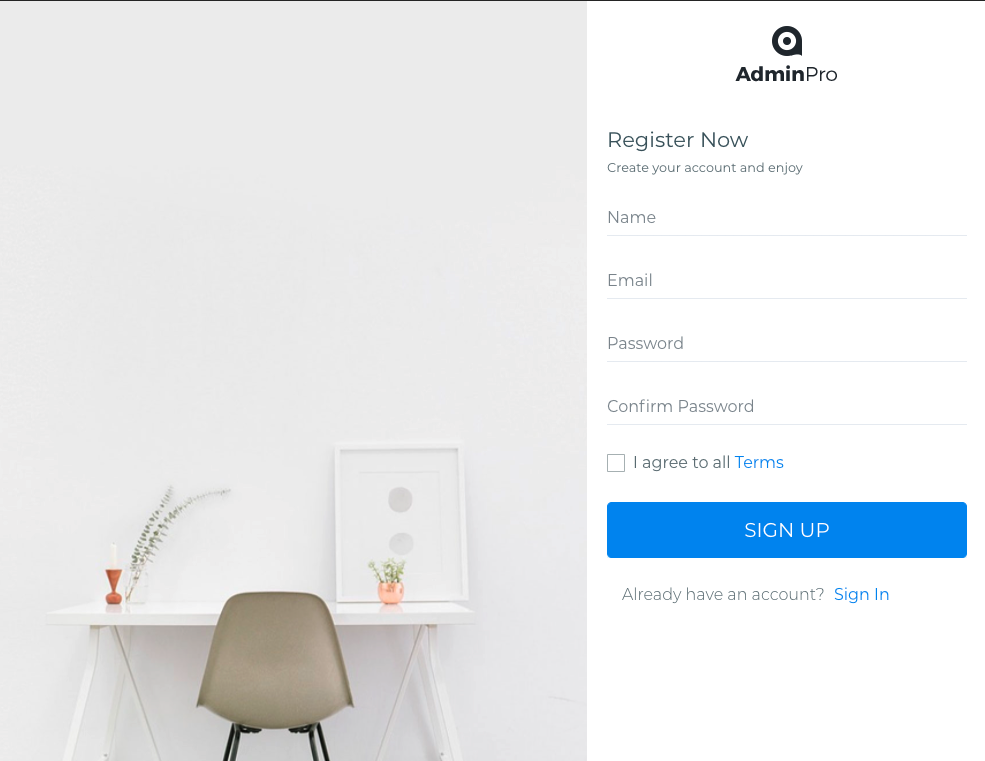 AdminPro
Register Now
Create your account and enjoy
Name
Email
Password
Confirm Password
I agree to all Terms
SIGN UP
Already have an account? Sign In